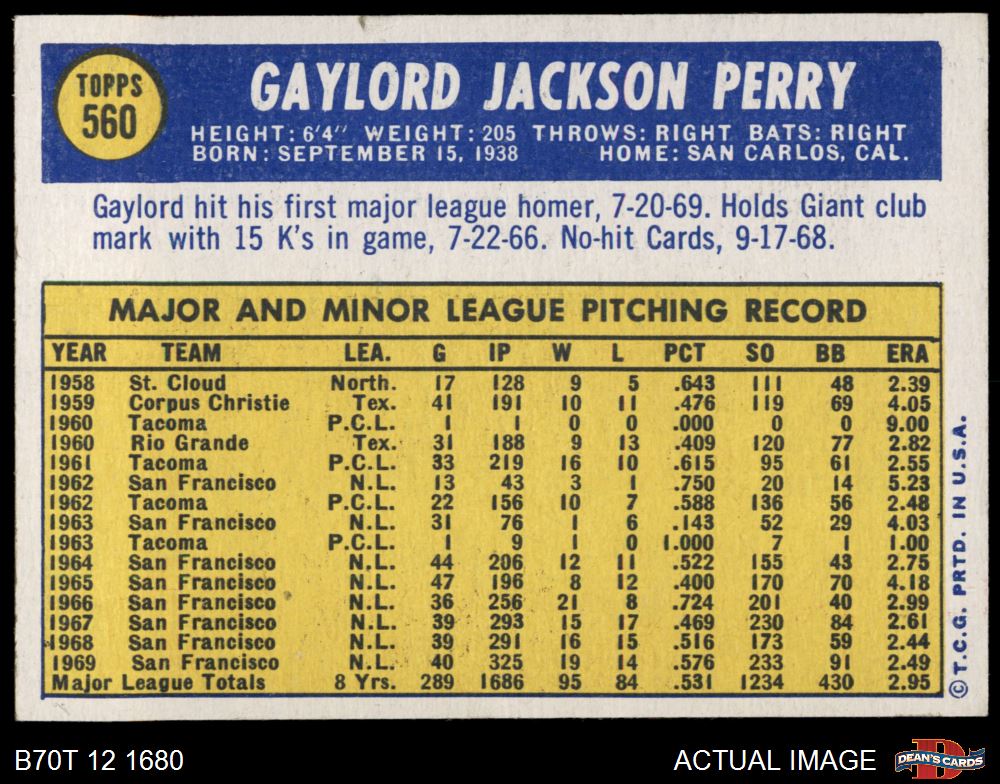 TOPPS
560
GAYLORD JACKSON PERRY
HEIGHT: 6'4" WEIGHT: 205 THROWS: RIGHT BATS: RIGHT
BORN: SEPTEMBER 15, 1938 HOME: SAN CARLOS, CAL.
Gaylord hit his first major league homer, 7-20-69. Holds Giant club
mark with 15 K's in game, 7-22-66. No-hit Cards, 9-17-68.
MAJOR AND MINOR LEAGUE PITCHING RECORD
YEAR TEAM LEA. G IP W L PCT SO BB ERA
1958 St. Cloud North. 17 128 9 5 .643 111 48 2.39
1959 Corpus Christie Tex. 41 191 10 11 .476 119 69 4.05
1960 Tacoma P.C.L. 1 1 0 0 .000 0 0 9.00
1960 Rio Grande Tex. 31 188 9 13 .409 120 77 2.82
1961 Tacoma P.C.L. 33 219 16 10 .615 95 61 2.55
1962 San Francisco N.L. 13 43 3 1 .750 20 14 5.23
1962 Tacoma P.C.L. 22 156 10 7 .588 136 56 2.48
1963 San Francisco N.L. 31 76 1 6 .143 52 29 4.03
1963 Tacoma P.C.L. 1 9 1 0 1.000 7 1 1.00
1964 San Francisco N.L. 44 206 12 11 .522 155 43 2.75
1965 San Francisco N.L. 47 196 8 12 .400 170 70 4.18
1966 San Francisco N.L. 36 256 21 8 .724 201 40 2.99
1967 San Francisco N.L. 39 293 15 17 .469 230 84 2.61
1968 San Francisco N.L. 39 291 16 15 .516 173 59 2.44
1969 San Francisco N.L. 40 325 19 14 .576 233 91 2.49
Major League Totals 8 Yrs. 289 1686 95 84 .531 1234 430 2.95
© T.C.G. PRTD. IN U.S.A.
B70T 12 1680
ACTUAL IMAGE
D
DEAN'S CARDS